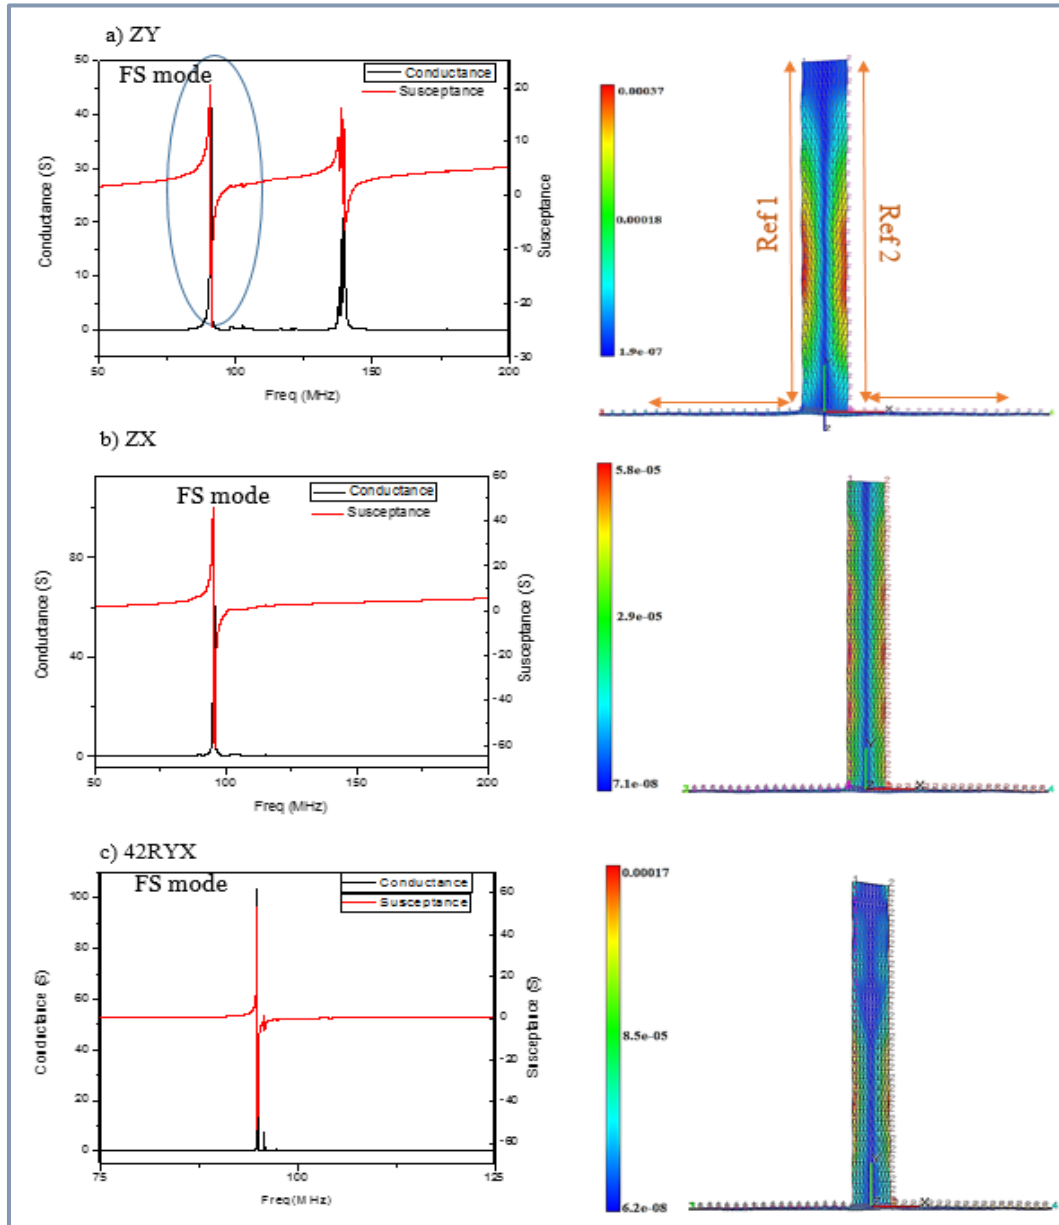 a) ZY
FS mode
Conductance
Susceptance
50
40
30
20
10
0
Conductance (S)
20
10
0
-10
-20
-30
Susceptance
50
100
150
200
Freq (MHz)
0.00037
0.00018
1.9e-07
Ref 1
Ref 2
X
z
b) ZX
FS mode
Conductance
Susceptance
80
40
0
Conductance (S)
60
40
20
0
-20
-40
-60
Susceptance (S)
50
100
150
200
Freq (MHz)
5.8e-05
2.9e-05
7.1e-08
X
c) 42RYX
FS mode
Conductance
Susceptance
100
80
60
40
20
0
Conductance (S)
60
40
20
0
-20
-40
-60
Susceptance (S)
75
100
125
Freq(MHz)
0.00017
8.5e-05
6.2e-08
X